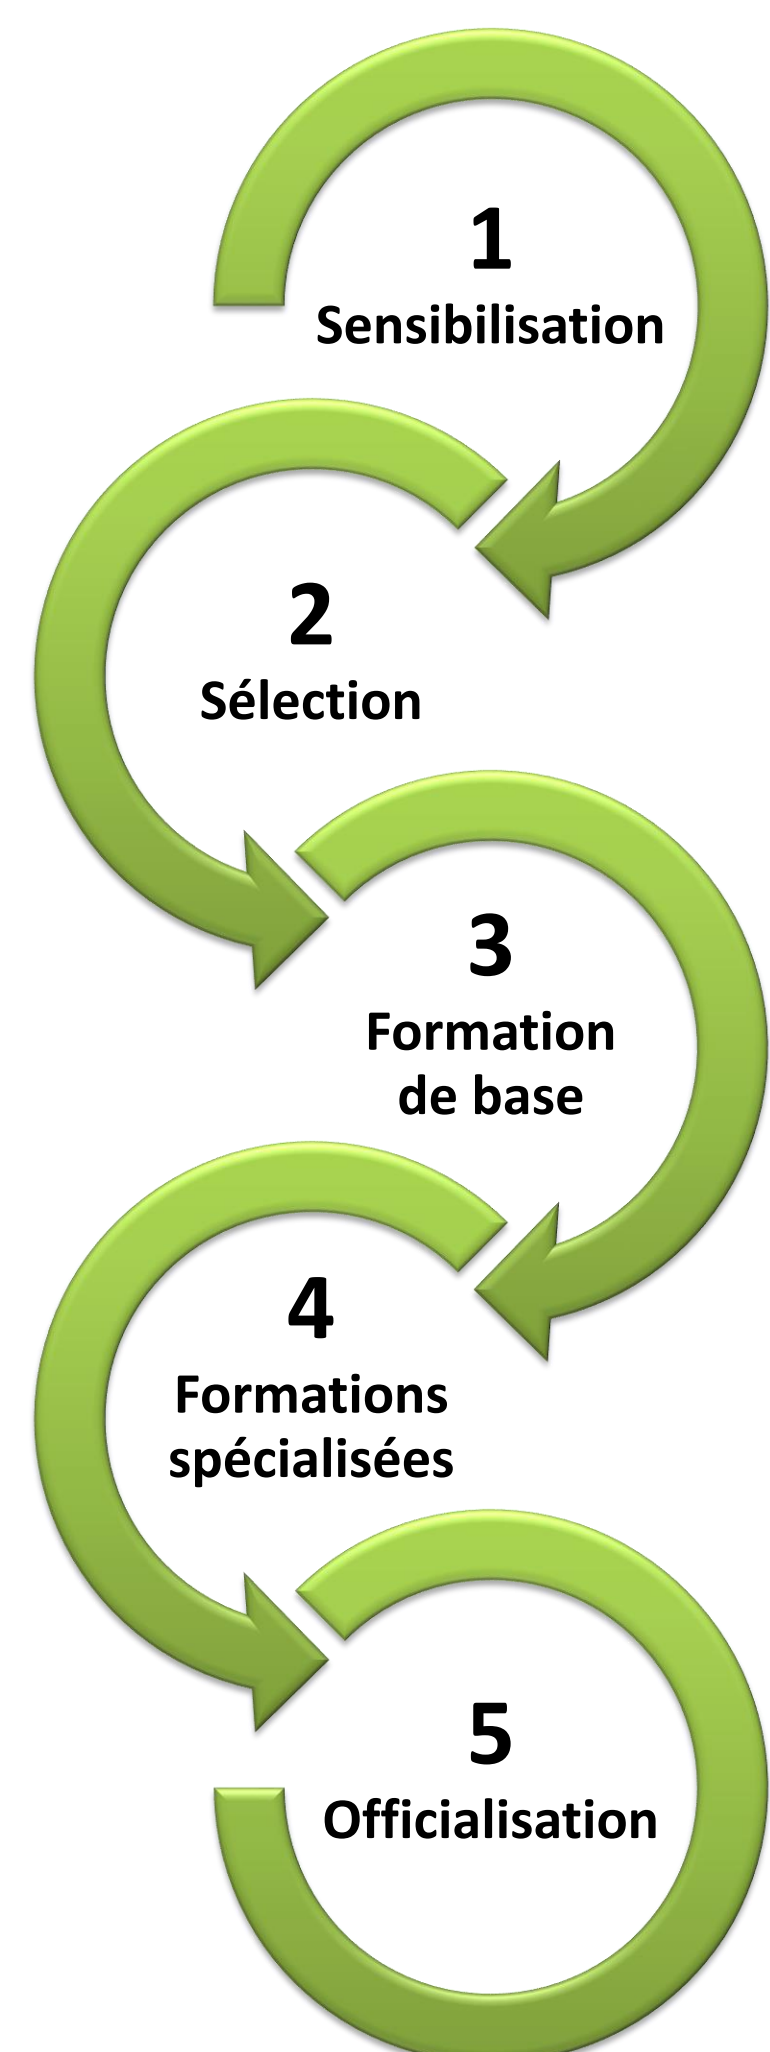 1
Sensibilisation
2
Sélection
3
Formation
de base
4
Formations
spécialisées
5
Officialisation